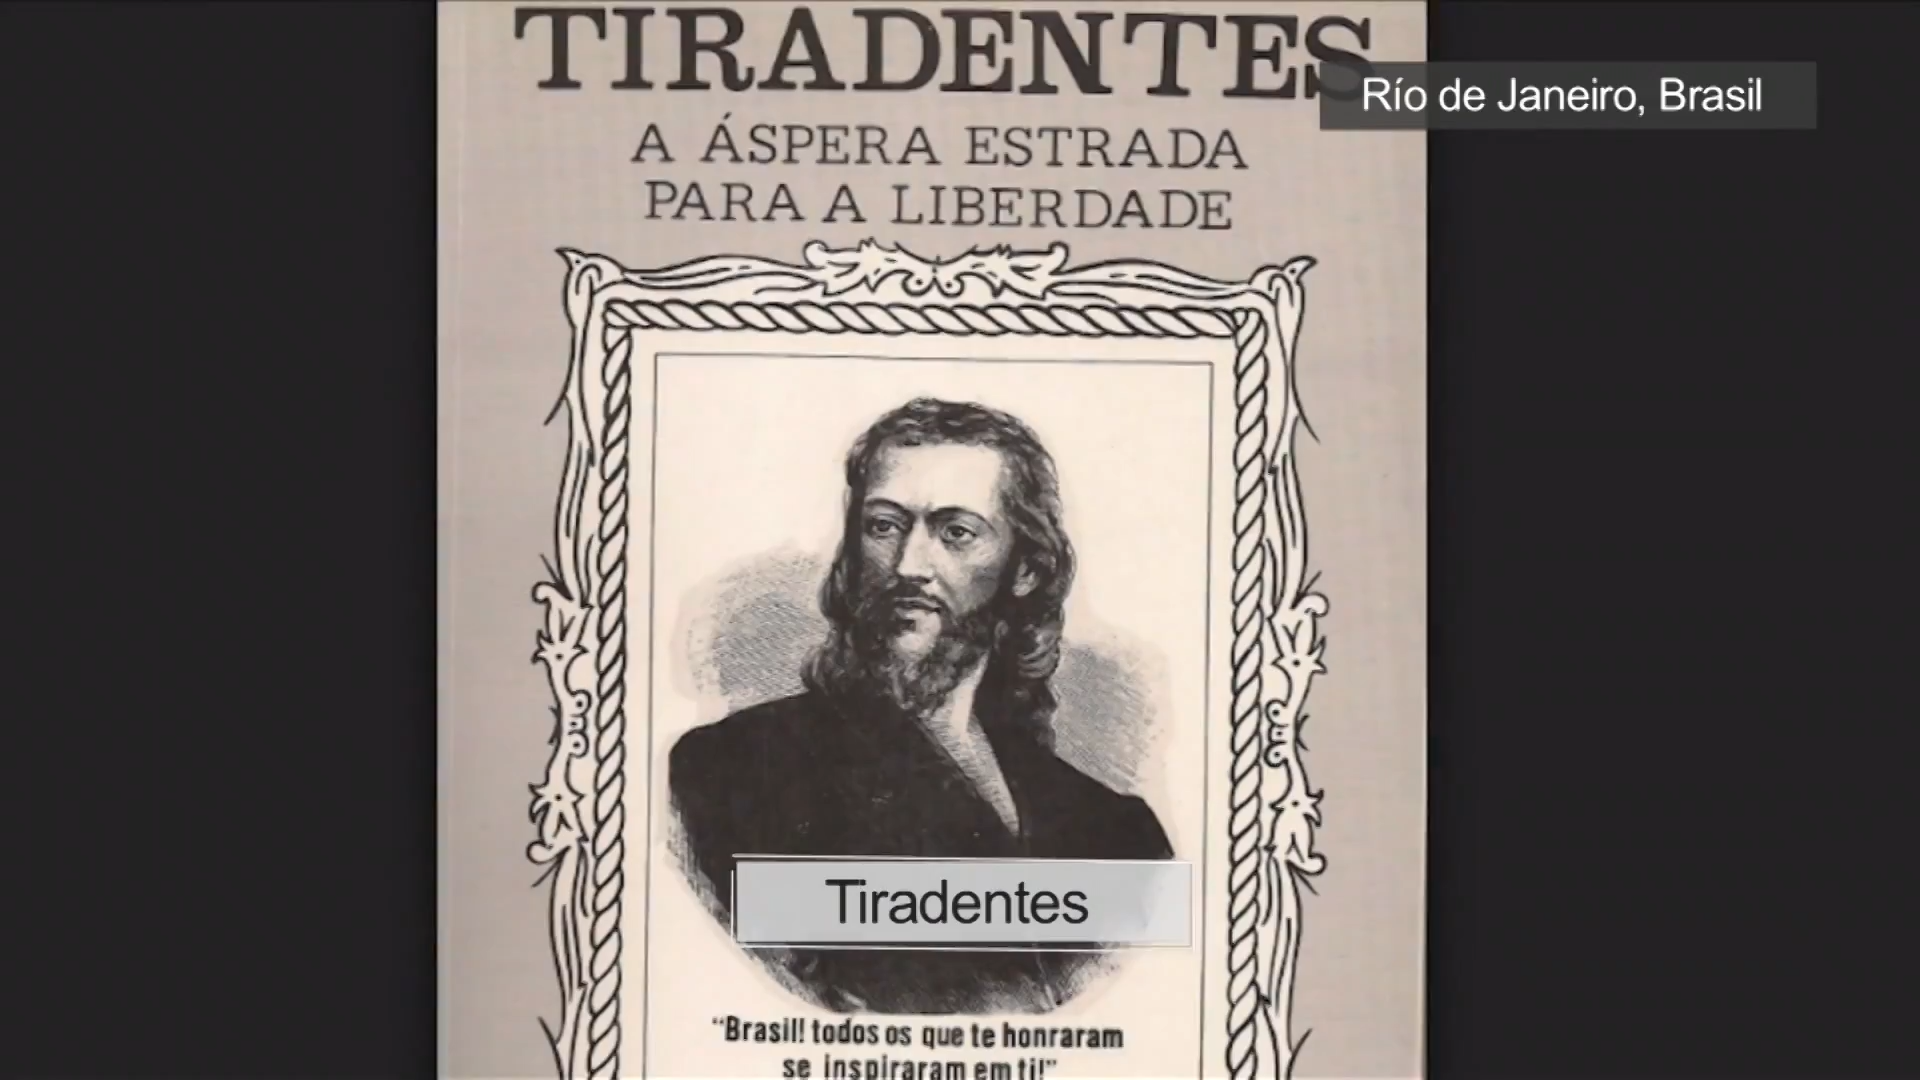 TIRADENTES
Río de Janeiro, Brasil
A ÁSPERA ESTRADA
PARA A LIBERDADE
Tiradentes
“Brasil! todos os que te honraram
se inspiraram em ti!”